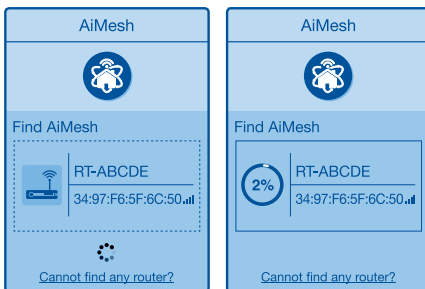 AiMesh
Find AiMesh
RT-ABCDE
34:97:F6:5F:6C:50
Cannot find any router?
AiMesh
Find AiMesh
2%
RT-ABCDE
34:97:F6:5F:6C:50
Cannot find any router?